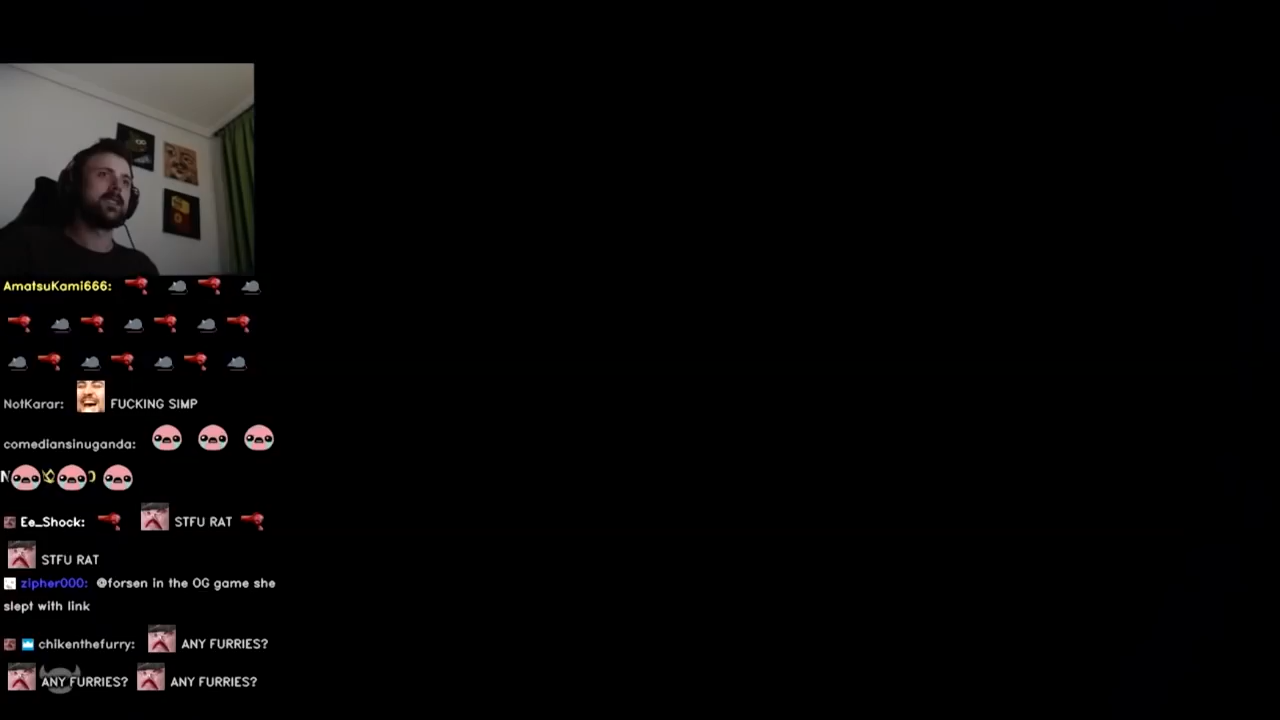 AmatsuKami666:
NotKarar: FUCKING SIMP
comediansinuganda:
Ee_Shock: STFU RAT
STFU RAT
zipher000: @forsen in the OG game she
slept with link
chikenthefurry: ANY FURRIES?
ANY FURRIES? ANY FURRIES?